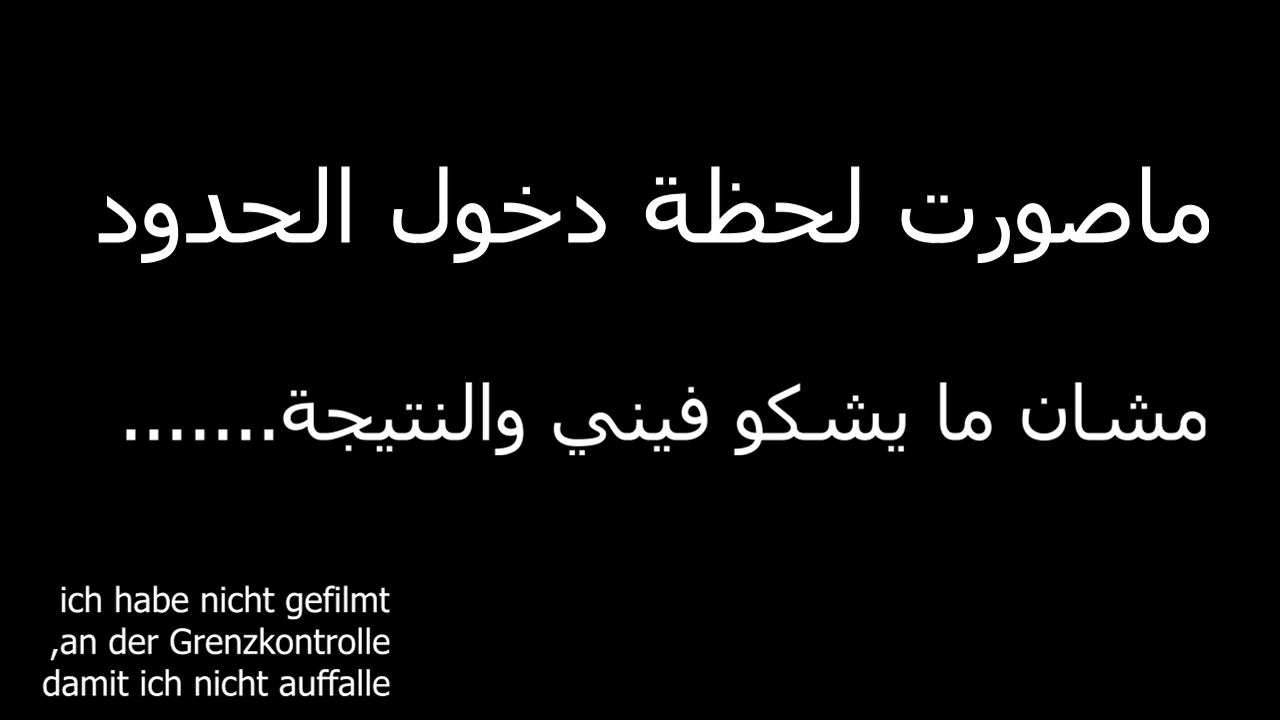 ماصورت لحظة دخول الحدود
مشان ما يشكو فيني والنتيجة.......
ich habe nicht gefilmt
,an der Grenzkontrolle
damit ich nicht auffalle